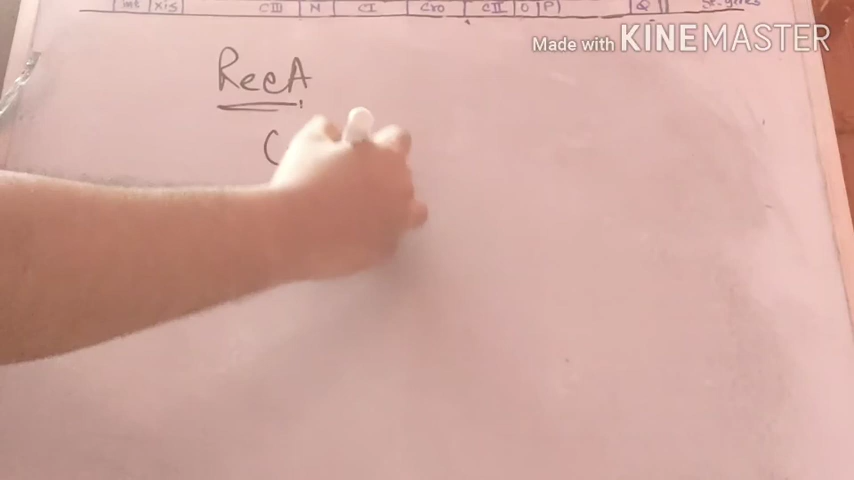 int xis CIII N CI Cro CII O P) Q
Made with KINEMASTER
RecA
C